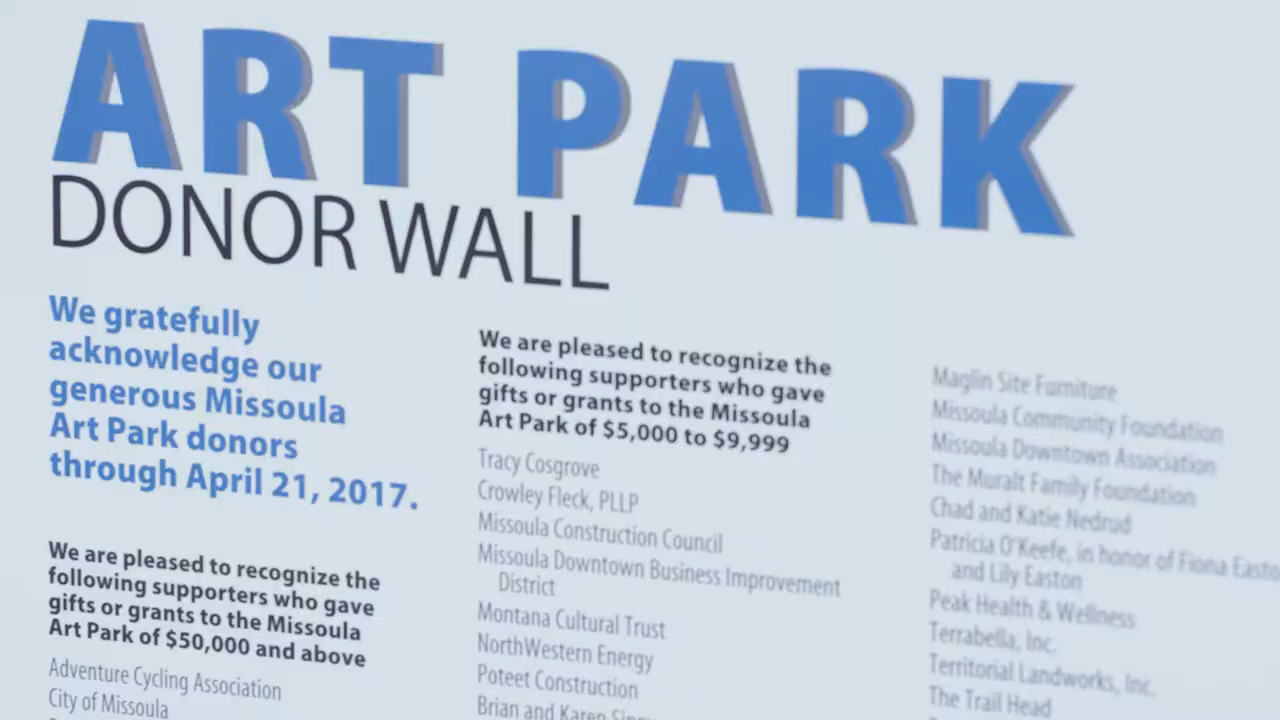 ART PARK
DONOR WALL
We gratefully
acknowledge our
generous Missoula
Art Park donors
through April 21, 2017.
We are pleased to recognize the
following supporters who gave
gifts or grants to the Missoula
Art Park of $50,000 and above
Adventure Cycling Association
City of Missoula
We are pleased to recognize the
following supporters who gave
gifts or grants to the Missoula
Art Park of $5,000 to $9,999
Tracy Cosgrove
Crowley Fleck, PLLP
Missoula Construction Council
Missoula Downtown Business Improvement
District
Montana Cultural Trust
NorthWestern Energy
Poteet Construction
Brian and Karen
Maglin Site Furniture
Missoula Community Foundation
Missoula Downtown Association
The Muralt Family Foundation
Chad and Katie Nedrud
Patricia O'Keefe, in honor of Fiona Easto
and Lily Easton
Peak Health & Wellness
Terrabella, Inc.
Territorial Landworks, Inc.
The Trail Head